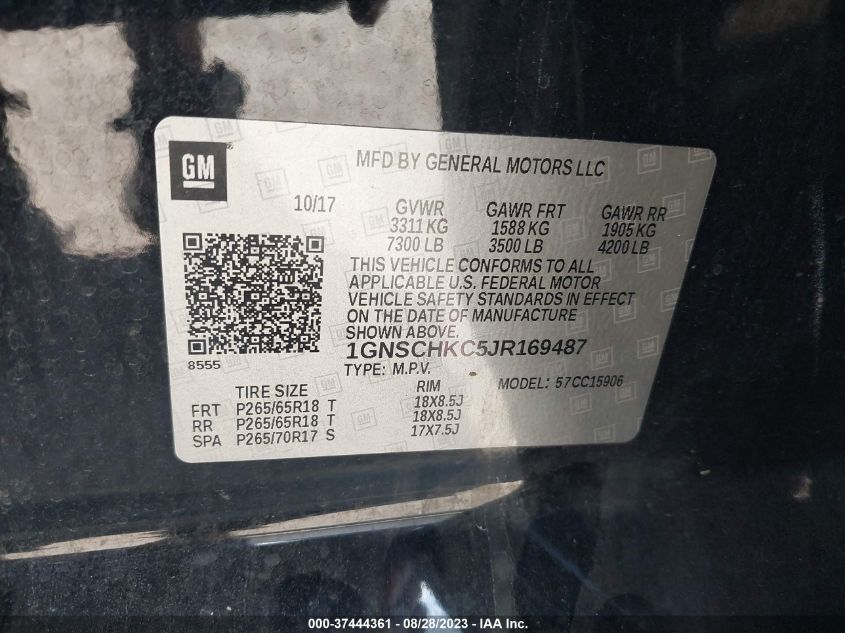 GM
MFD BY GENERAL MOTORS LLC
10/17
GVWR GAWR FRT GAWR RR
3311 KG 1588 KG 1905 KG
7300 LB 3500 LB 4200 LB
THIS VEHICLE CONFORMS TO ALL
APPLICABLE U.S. FEDERAL MOTOR
VEHICLE SAFETY STANDARDS IN EFFECT
ON THE DATE OF MANUFACTURE
SHOWN ABOVE.
8555
1GNSCHKC5JR169487
TYPE: M.P.V. MODEL: 57CC15906
TIRE SIZE RIM
FRT P265/65R18 T 18X8.5J
RR P265/65R18 T 18X8.5J
SPA P265/70R17 S 17X7.5J
000-37444361 - 08/28/2023 - IAA Inc.